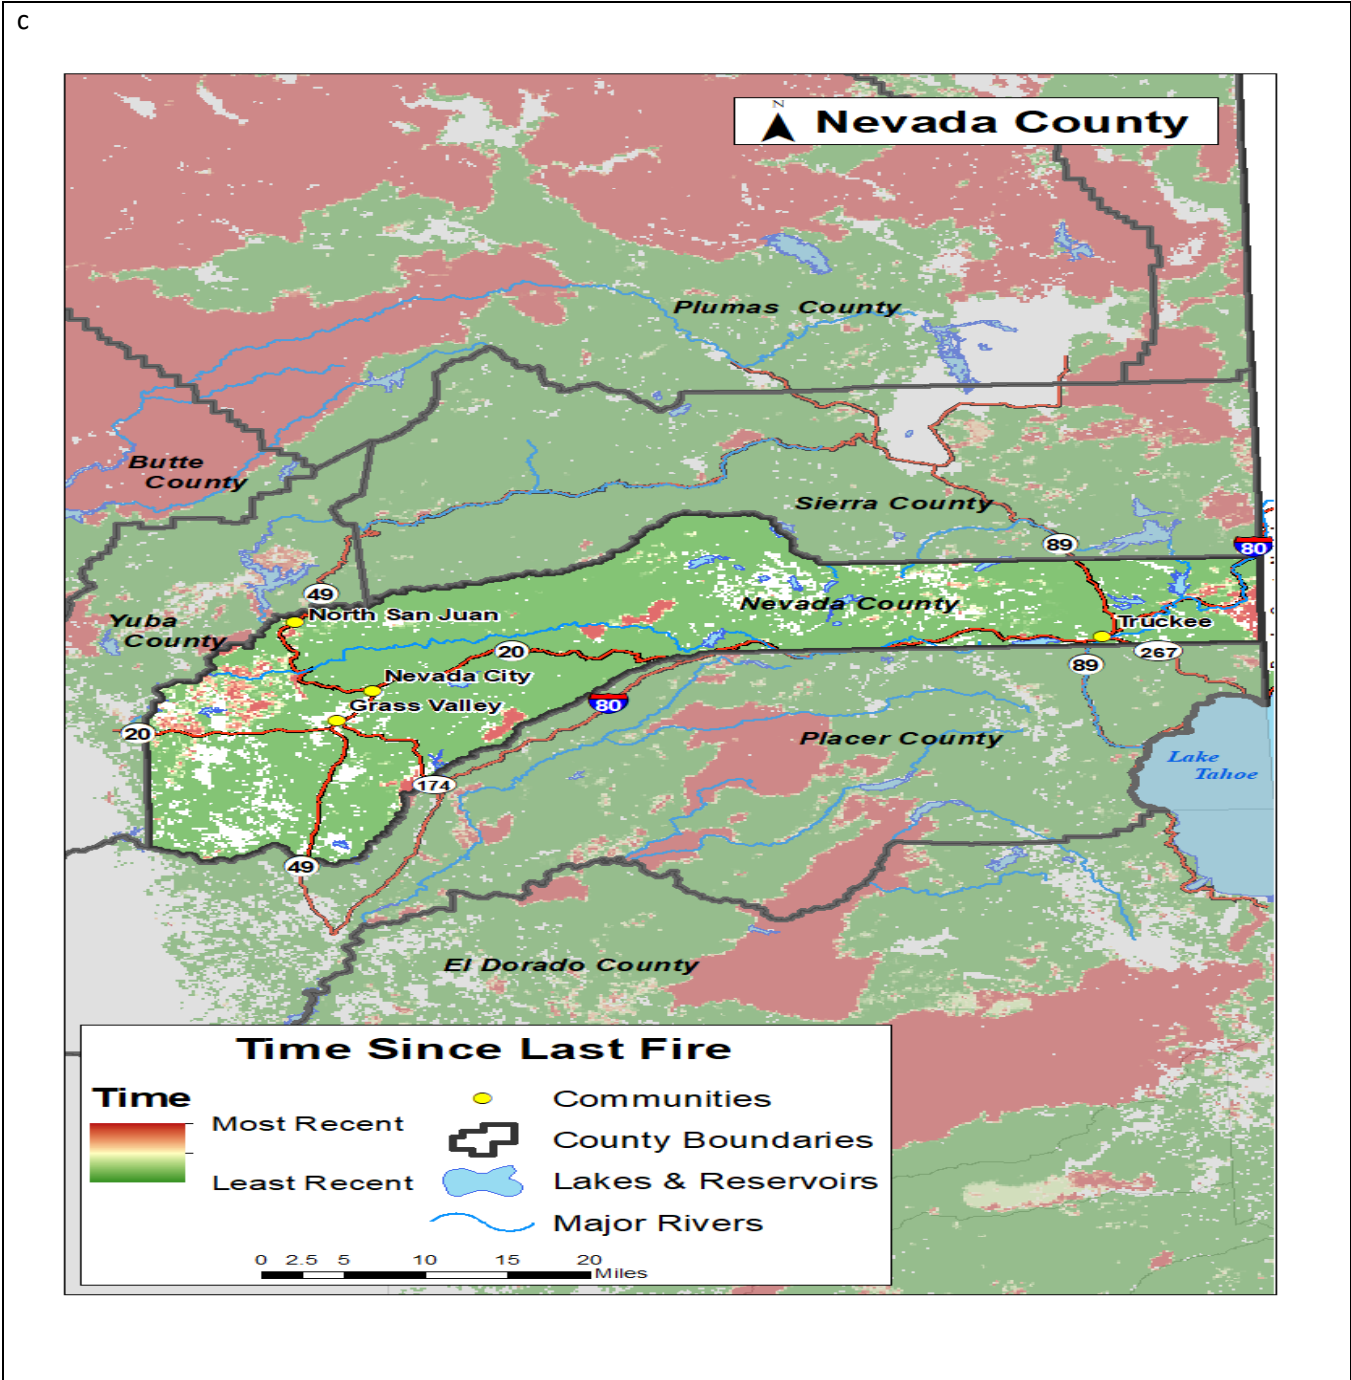 c
N
Nevada County
Plumas County
Butte
County
Sierra County
89
80
49
North San Juan
Nevada County
Yuba
County
Truckee
20
267
89
Nevada City
80
Grass Valley
20
Placer County
Lake
Tahoe
174
49
El Dorado County
Time Since Last Fire
Time
Most Recent
Least Recent
Communities
County Boundaries
Lakes & Reservoirs
Major Rivers
0 2.5 5 10 15 20
Miles